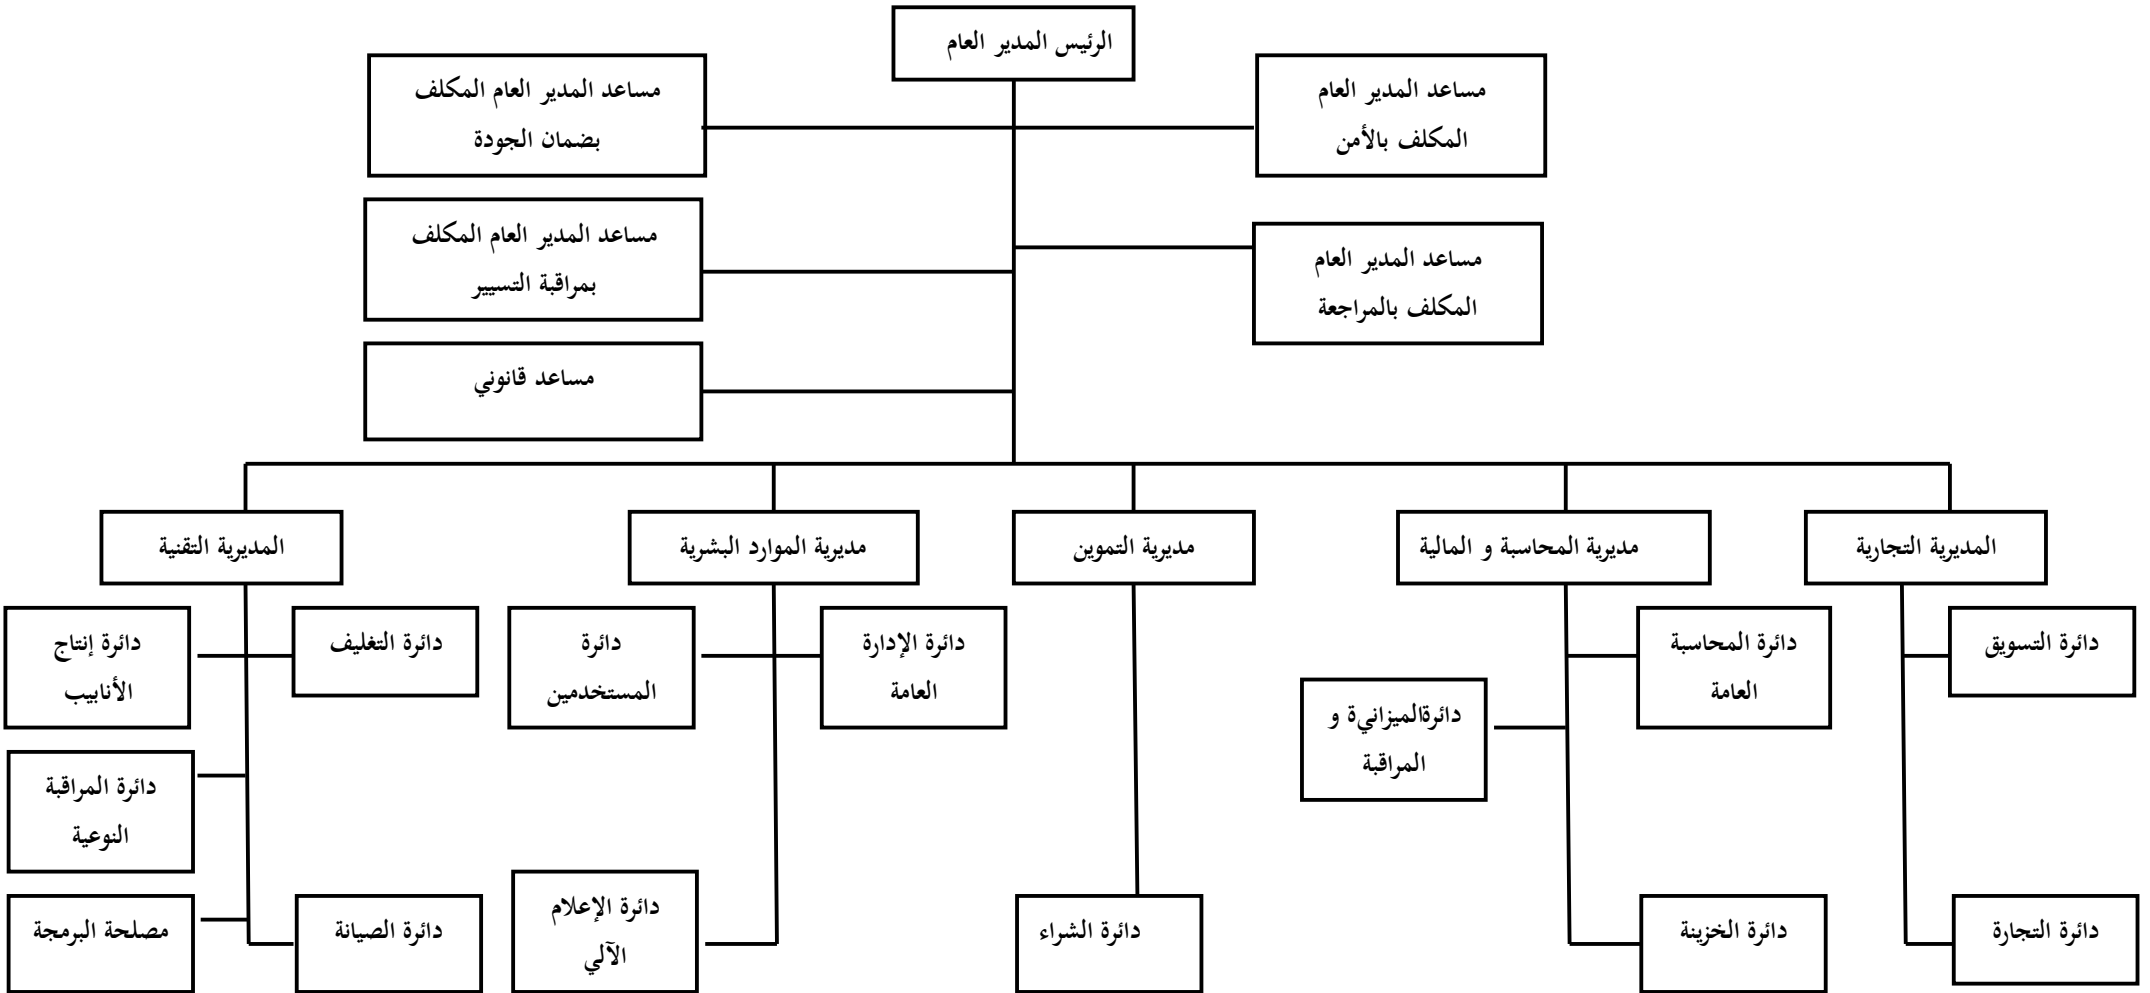 الرئيس المدير العام
مساعد المدير العام
المكلف بالأمن
مساعد المدير العام المكلف
بضمان الجودة
مساعد المدير العام المكلف
بمراقبة التسيير
مساعد المدير العام
المكلف بالمراجعة
مساعد قانوني
المديرية التجارية
مديرية المحاسبة و المالية
مديرية التموين
مديرية الموارد البشرية
المديرية التقنية
دائرة التسويق
دائرة المحاسبة
العامة
دائرة الإدارة
العامة
دائرة
المستخدمين
دائرة التغليف
دائرة إنتاج
الأنابيب
دائرةالميزانيةة و
المراقبة
دائرة المراقبة
النوعية
دائرة التجارة
دائرة الخزينة
دائرة الشراء
دائرة الإعلام
الآلي
دائرة الصيانة
مصلحة البرمجة